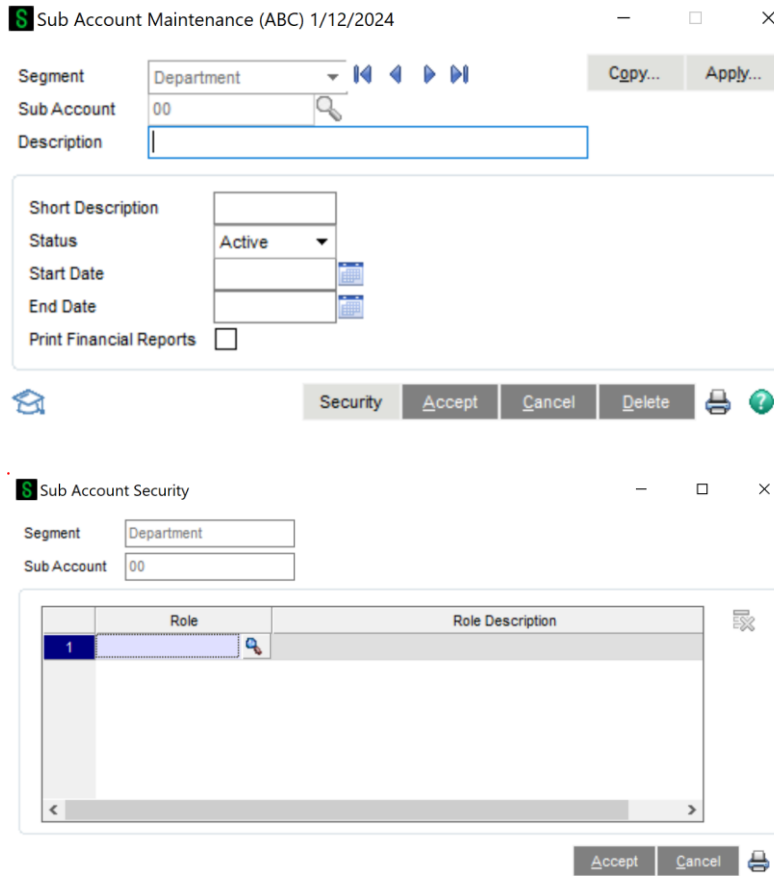 S Sub Account Maintenance (ABC) 1/12/2024
Segment Department Copy... Apply...
Sub Account 00
Description
Short Description
Status Active
Start Date
End Date
Print Financial Reports
Security Accept Cancel Delete ?
S Sub Account Security
Segment Department
Sub Account 00
Role Role Description
1
Accept Cancel